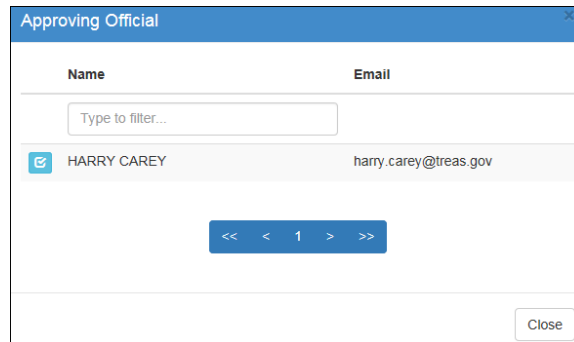 Approving Official ×
Name Email
Type to filter...
HARRY CAREY harry.carey@treas.gov
<< < 1 > >>
Close